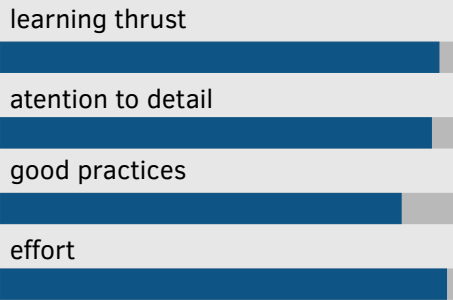 learning thrust
atention to detail
good practices
effort